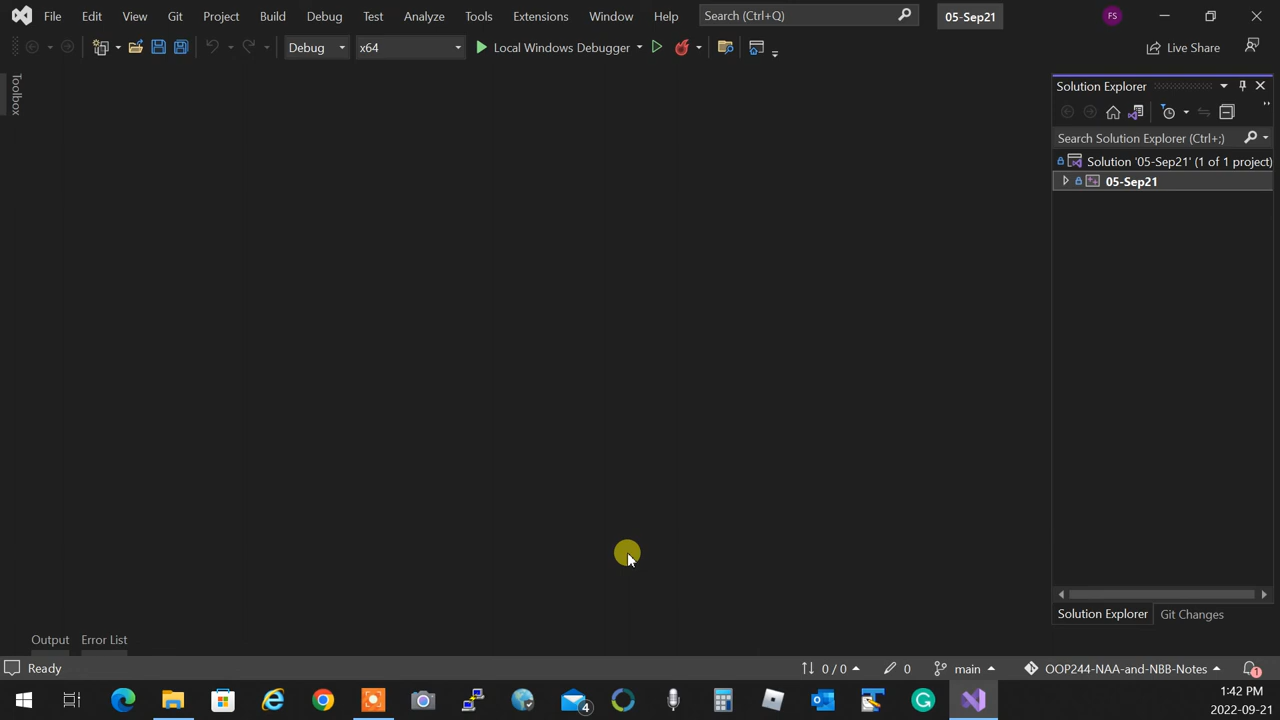 File Edit View Git Project Build Debug Test Analyze Tools Extensions Window Help Search (Ctrl+Q) 05-Sep21 FS
Debug x64 Local Windows Debugger Live Share
Toolbox
Solution Explorer
Search Solution Explorer (Ctrl+;)
Solution '05-Sep21' (1 of 1 project)
05-Sep21
Solution Explorer Git Changes
Output Error List
Ready 0 / 0 0 main OOP244-NAA-and-NBB-Notes 1
4
1:42 PM
2022-09-21